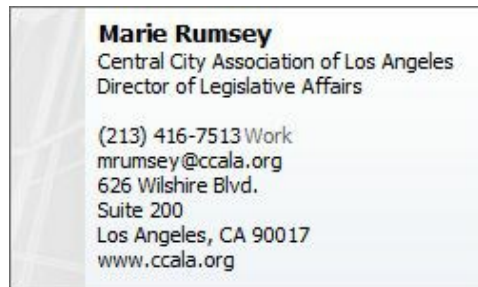 Marie Rumsey
Central City Association of Los Angeles
Director of Legislative Affairs
(213) 416-7513 Work
mrumsey@ccala.org
626 Wilshire Blvd.
Suite 200
Los Angeles, CA 90017
www.ccala.org